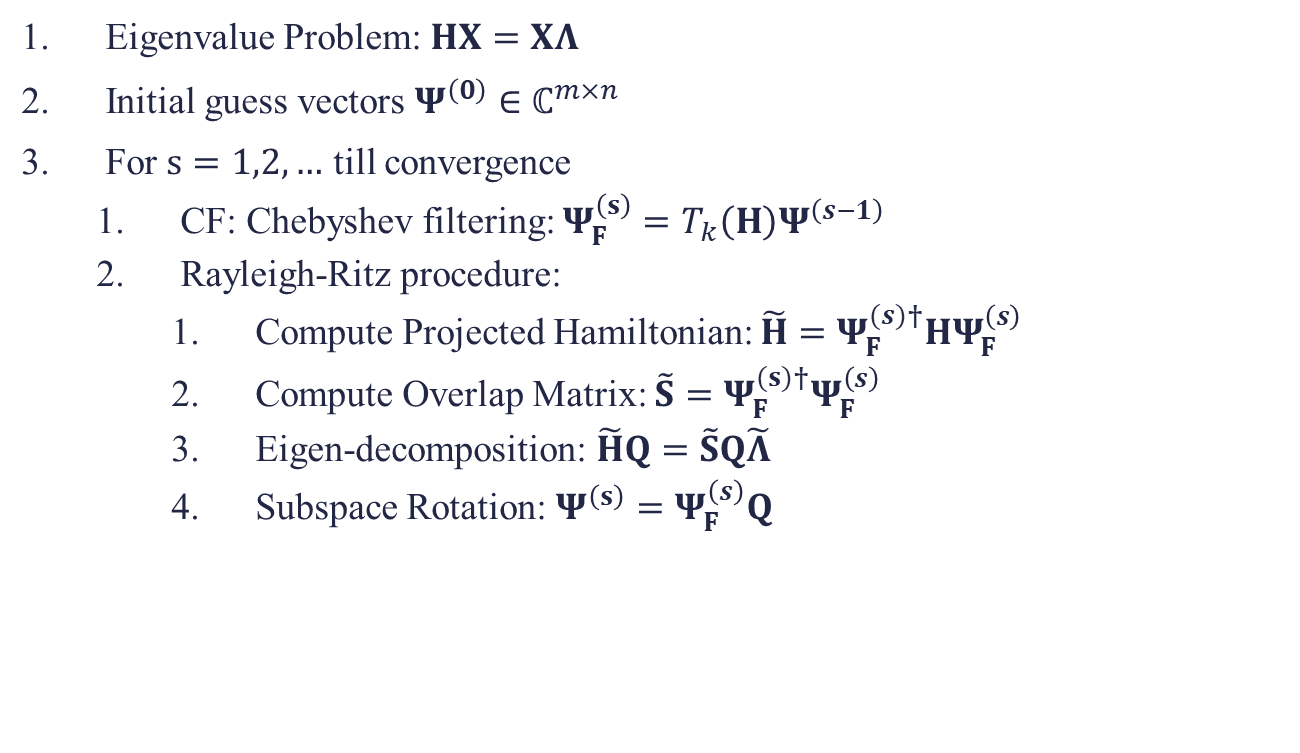 1. Eigenvalue Problem: 𝐇𝐗 = 𝐗𝚲
2. Initial guess vectors 𝚿^(𝟎) ∈ ℂ^{m×n}
3. For s = 1,2, … till convergence
1. CF: Chebyshev filtering: 𝚿_𝐅^(𝐬) = T_k(𝐇)𝚿^(𝒔−𝟏)
2. Rayleigh-Ritz procedure:
1. Compute Projected Hamiltonian: 𝐇̃ = 𝚿_𝐅^{(𝒔)†}𝐇𝚿_𝐅^(𝑠)
2. Compute Overlap Matrix: 𝐒̃ = 𝚿_𝐅^{(𝐬)†}𝚿_𝐅^(𝒔)
3. Eigen-decomposition: 𝐇̃𝐐 = 𝐒̃𝐐𝚲̃
4. Subspace Rotation: 𝚿^(𝐬) = 𝚿_𝐅^(𝑠)𝐐